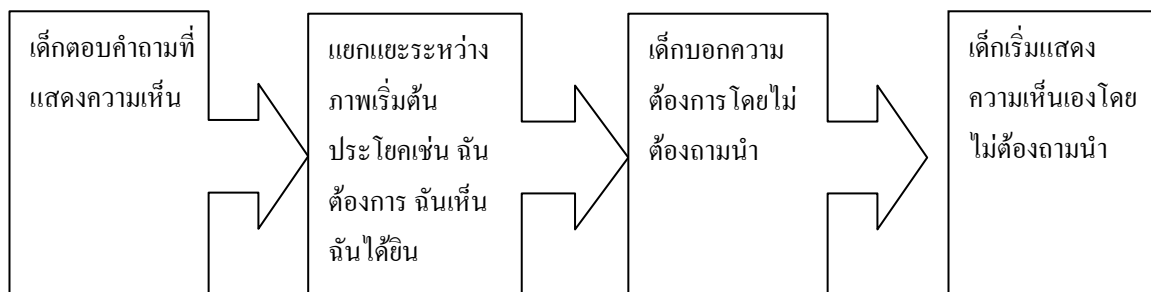 เด็กตอบคำถามที่
แสดงความเห็น
แยกแยะระหว่าง
ภาพเริ่มต้น
ประโยคเช่น ฉัน
ต้องการ ฉันเห็น
ฉันได้ยิน
เด็กบอกความ
ต้องการโดยไม่
ต้องถามนำ
เด็กเริ่มแสดง
ความเห็นเองโดย
ไม่ต้องถามนำ